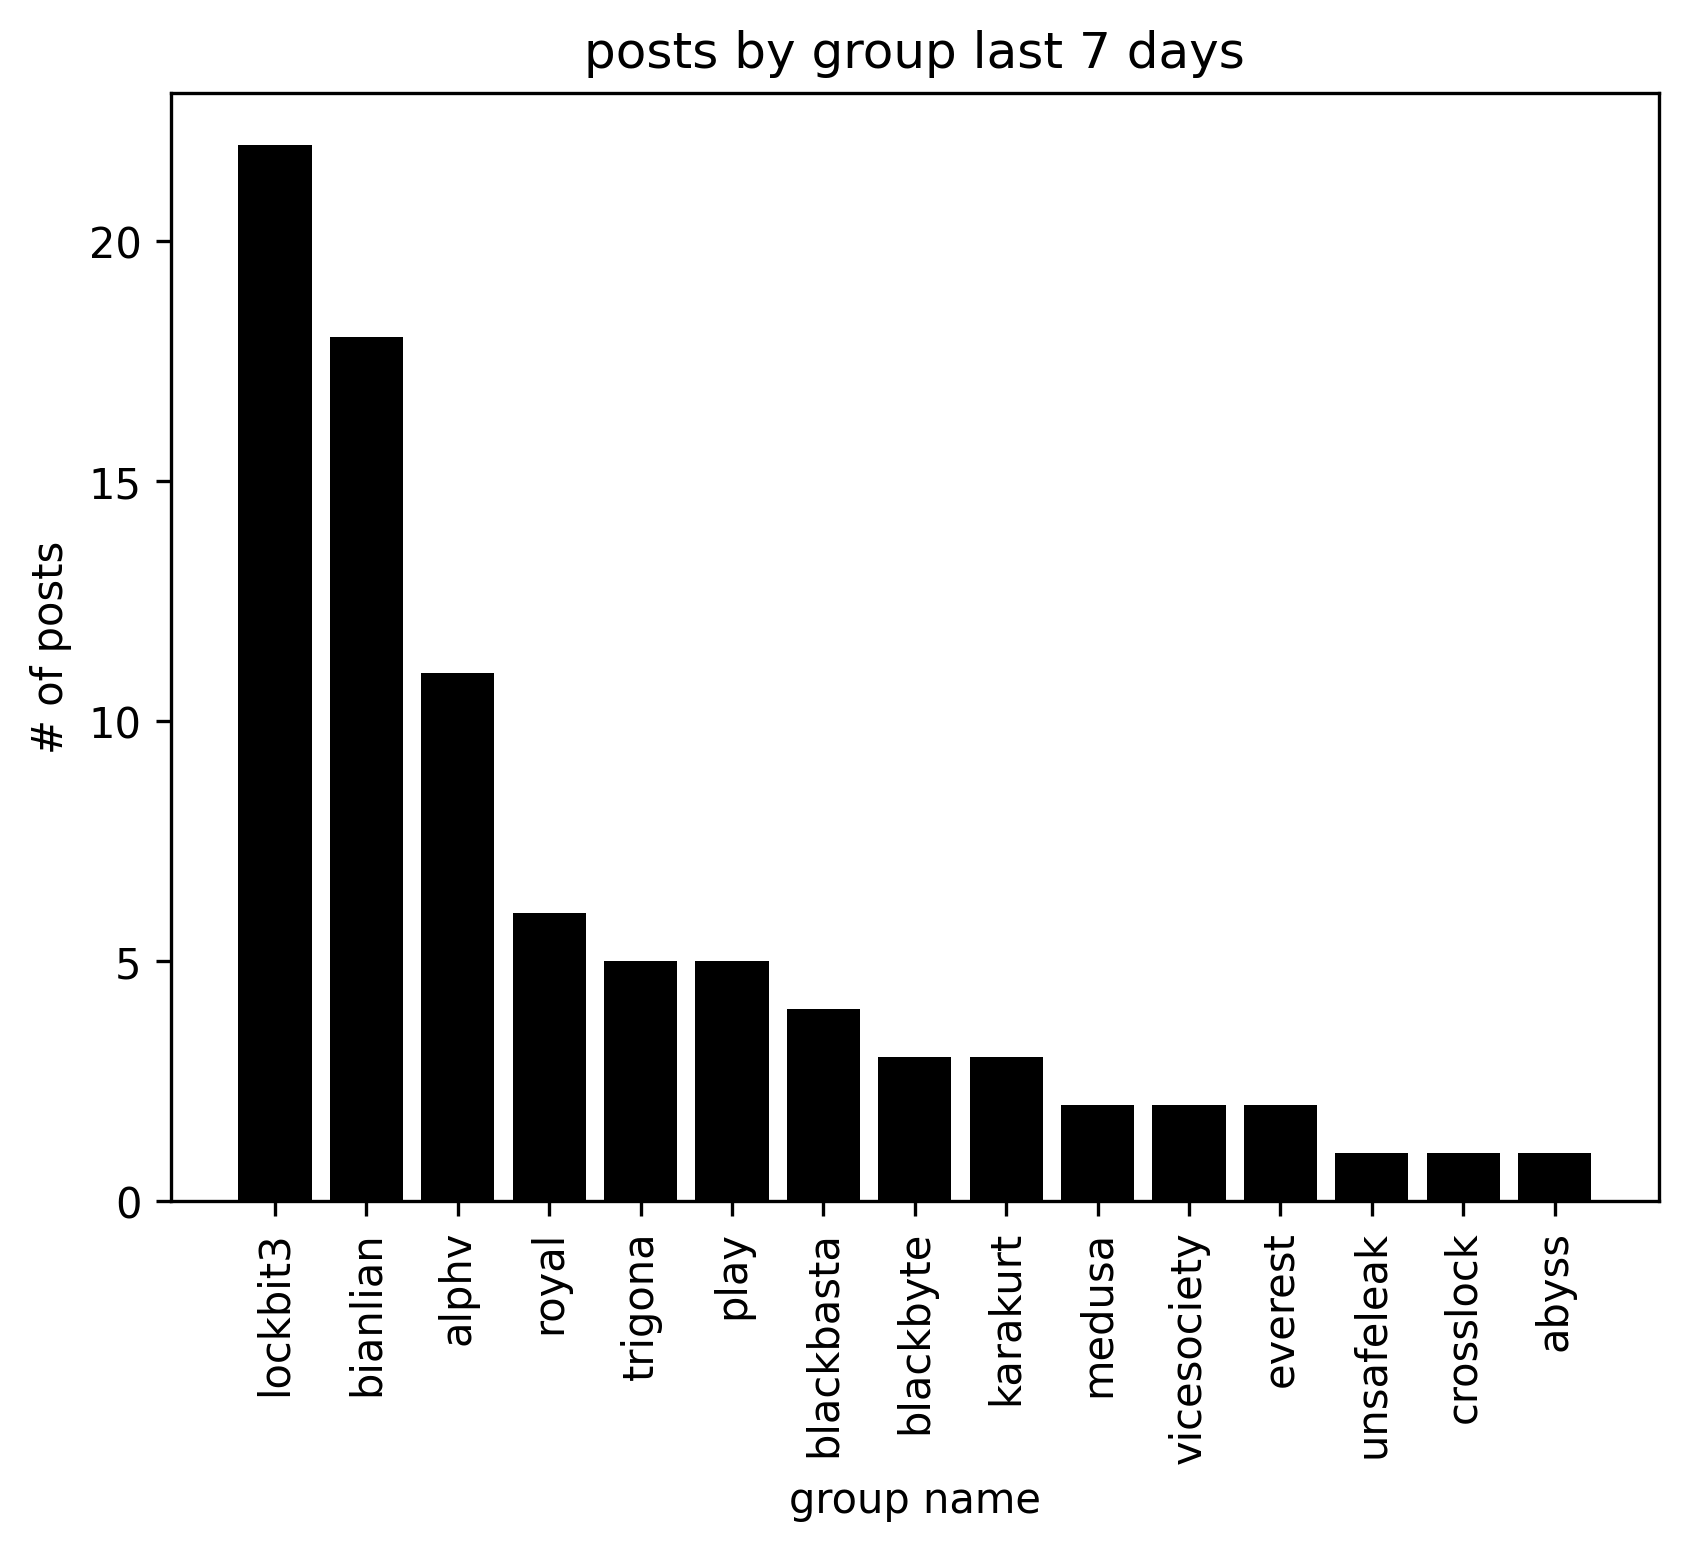 posts by group last 7 days
# of posts
20
15
10
5
0
lockbit3
bianlian
alphv
royal
trigona
play
blackbasta
blackbyte
karakurt
medusa
vicesociety
everest
unsafeleak
crosslock
abyss
group name